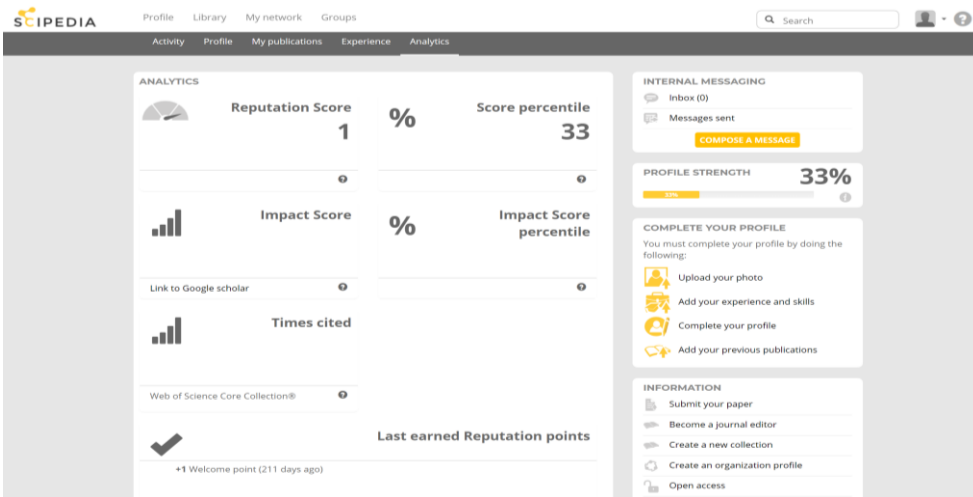 SCIPEDIA
Profile Library My network Groups
Search
Activity Profile My publications Experience Analytics
ANALYTICS
Reputation Score
1
% Score percentile
33
Impact Score
Link to Google scholar
% Impact Score
percentile
Times cited
Web of Science Core Collection®
Last earned Reputation points
+1 Welcome point (211 days ago)
INTERNAL MESSAGING
Inbox (0)
Messages sent
COMPOSE A MESSAGE
PROFILE STRENGTH 33%
33%
COMPLETE YOUR PROFILE
You must complete your profile by doing the
following:
Upload your photo
Add your experience and skills
Complete your profile
Add your previous publications
INFORMATION
Submit your paper
Become a journal editor
Create a new collection
Create an organization profile
Open access